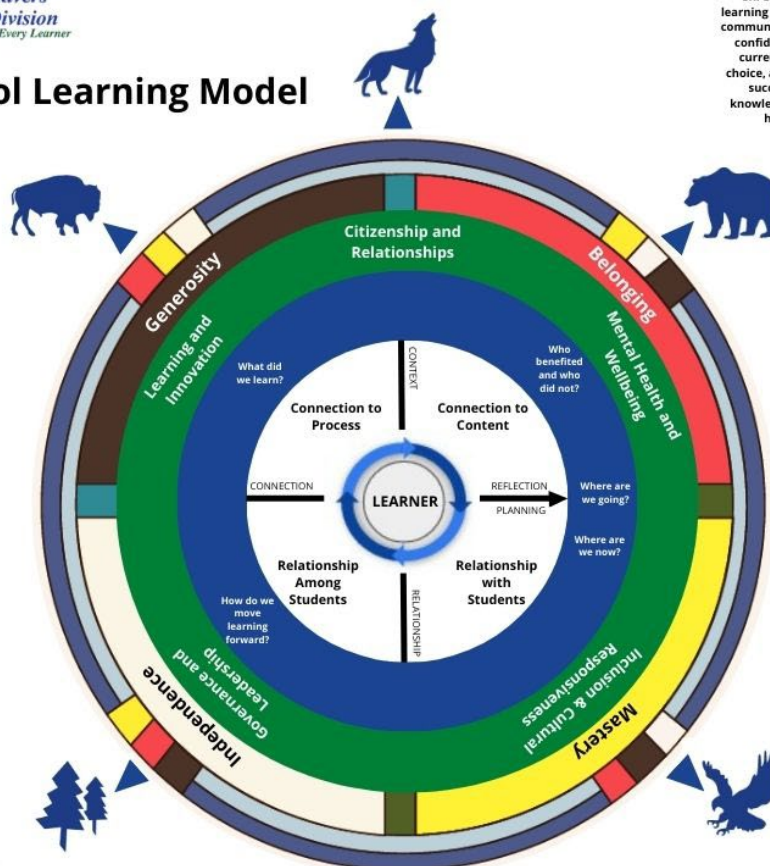 Division
Every Learner
ol Learning Model
learning
commun
confid
curre
choice, a
suc
knowle
h
Citizenship and
Relationships
Generosity
Belonging
Learning and
Innovation
Mental Health and
Wellbeing
What did
we learn?
Who
benefited
and who
did not?
CONTEXT
Connection to
Process
Connection to
Content
CONNECTION
LEARNER
REFLECTION
PLANNING
Where are
we going?
Where are
we now?
Relationship
Among
Students
Relationship
with
Students
RELATIONSHIP
How do we
move
learning
forward?
Governance and
Leadership
Inclusion & Cultural
Responsiveness
Independence
Mastery